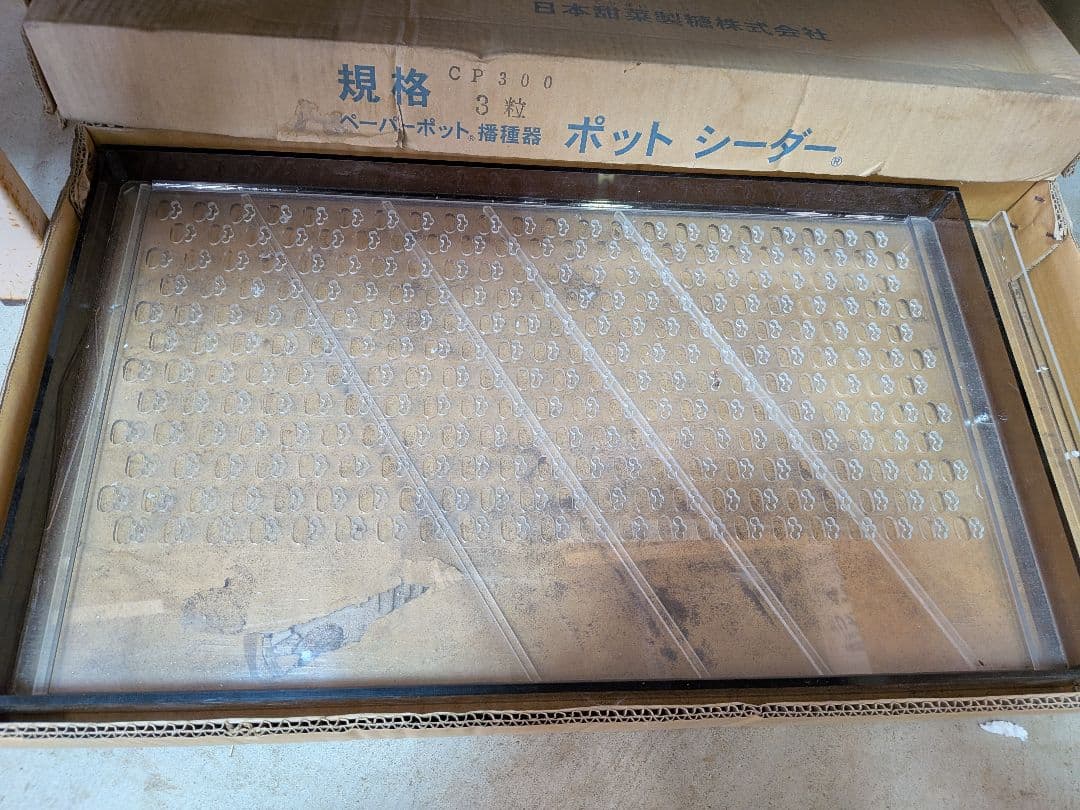 日本甜菜製糖株式会社
規格 CP300
3粒
ペーパーポット®播種器 ポットシーダー®